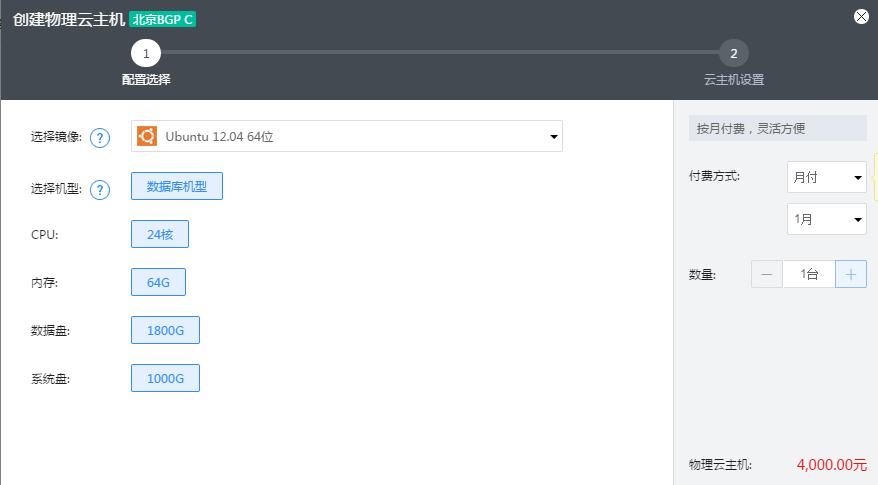 创建物理云主机 北京BGP C
1 2
配置选择 云主机设置
选择镜像: ? Ubuntu 12.04 64位
选择机型: ? 数据库机型
CPU: 24核
内存: 64G
数据盘: 1800G
系统盘: 1000G
按月付费，灵活方便
付费方式: 月付
1月
数量: 1台
物理云主机: 4,000.00元